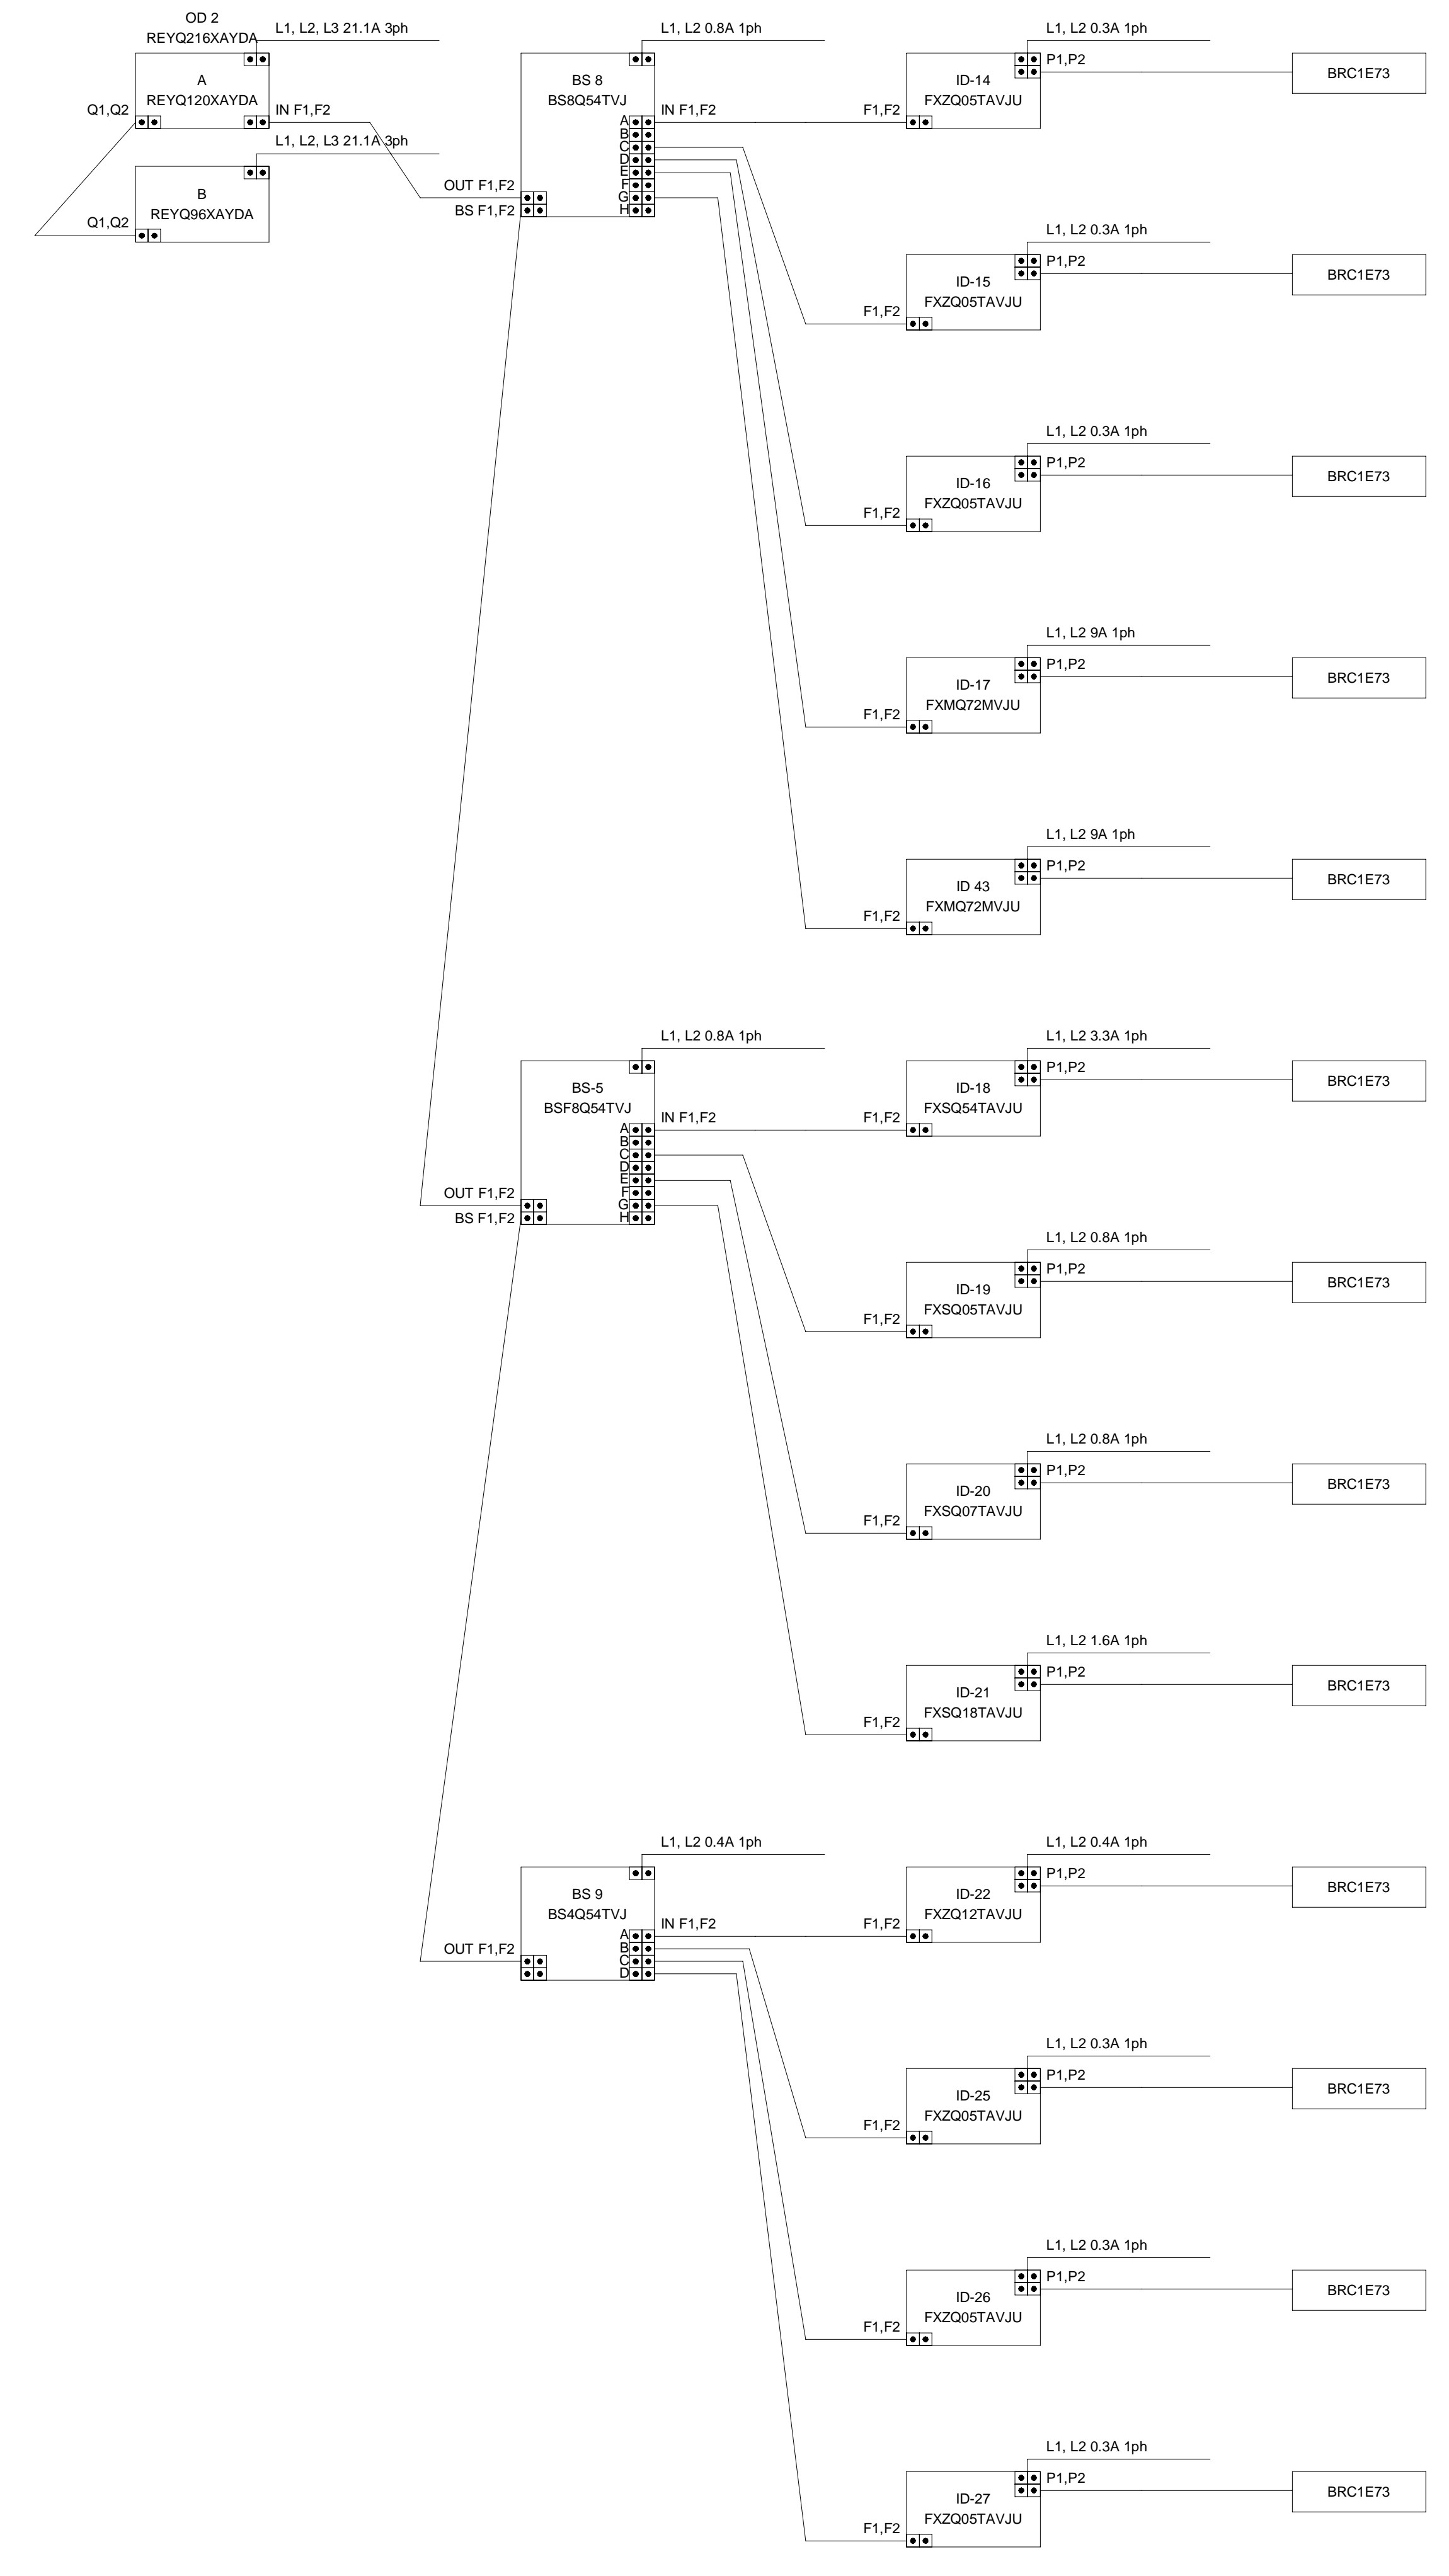 OD 2
REYQ216XAYDA
L1, L2, L3 21.1A 3ph
A
REYQ120XAYDA
Q1,Q2
IN F1,F2
L1, L2, L3 21.1A 3ph
B
REYQ96XAYDA
Q1,Q2
L1, L2 0.8A 1ph
BS 8
BS8Q54TVJ
IN F1,F2
A
B
C
D
E
F
G
H
OUT F1,F2
BS F1,F2
L1, L2 0.3A 1ph
P1,P2
ID-14
FXZQ05TAVJU
F1,F2
BRC1E73
L1, L2 0.3A 1ph
P1,P2
ID-15
FXZQ05TAVJU
F1,F2
BRC1E73
L1, L2 0.3A 1ph
P1,P2
ID-16
FXZQ05TAVJU
F1,F2
BRC1E73
L1, L2 9A 1ph
P1,P2
ID-17
FXMQ72MVJU
F1,F2
BRC1E73
L1, L2 9A 1ph
P1,P2
ID 43
FXMQ72MVJU
F1,F2
BRC1E73
L1, L2 0.8A 1ph
BS-5
BSF8Q54TVJ
IN F1,F2
A
B
C
D
E
F
G
H
OUT F1,F2
BS F1,F2
L1, L2 3.3A 1ph
P1,P2
ID-18
FXSQ54TAVJU
F1,F2
BRC1E73
L1, L2 0.8A 1ph
P1,P2
ID-19
FXSQ05TAVJU
F1,F2
BRC1E73
L1, L2 0.8A 1ph
P1,P2
ID-20
FXSQ07TAVJU
F1,F2
BRC1E73
L1, L2 1.6A 1ph
P1,P2
ID-21
FXSQ18TAVJU
F1,F2
BRC1E73
L1, L2 0.4A 1ph
BS 9
BS4Q54TVJ
IN F1,F2
A
B
C
D
OUT F1,F2
L1, L2 0.4A 1ph
P1,P2
ID-22
FXZQ12TAVJU
F1,F2
BRC1E73
L1, L2 0.3A 1ph
P1,P2
ID-25
FXZQ05TAVJU
F1,F2
BRC1E73
L1, L2 0.3A 1ph
P1,P2
ID-26
FXZQ05TAVJU
F1,F2
BRC1E73
L1, L2 0.3A 1ph
P1,P2
ID-27
FXZQ05TAVJU
F1,F2
BRC1E73